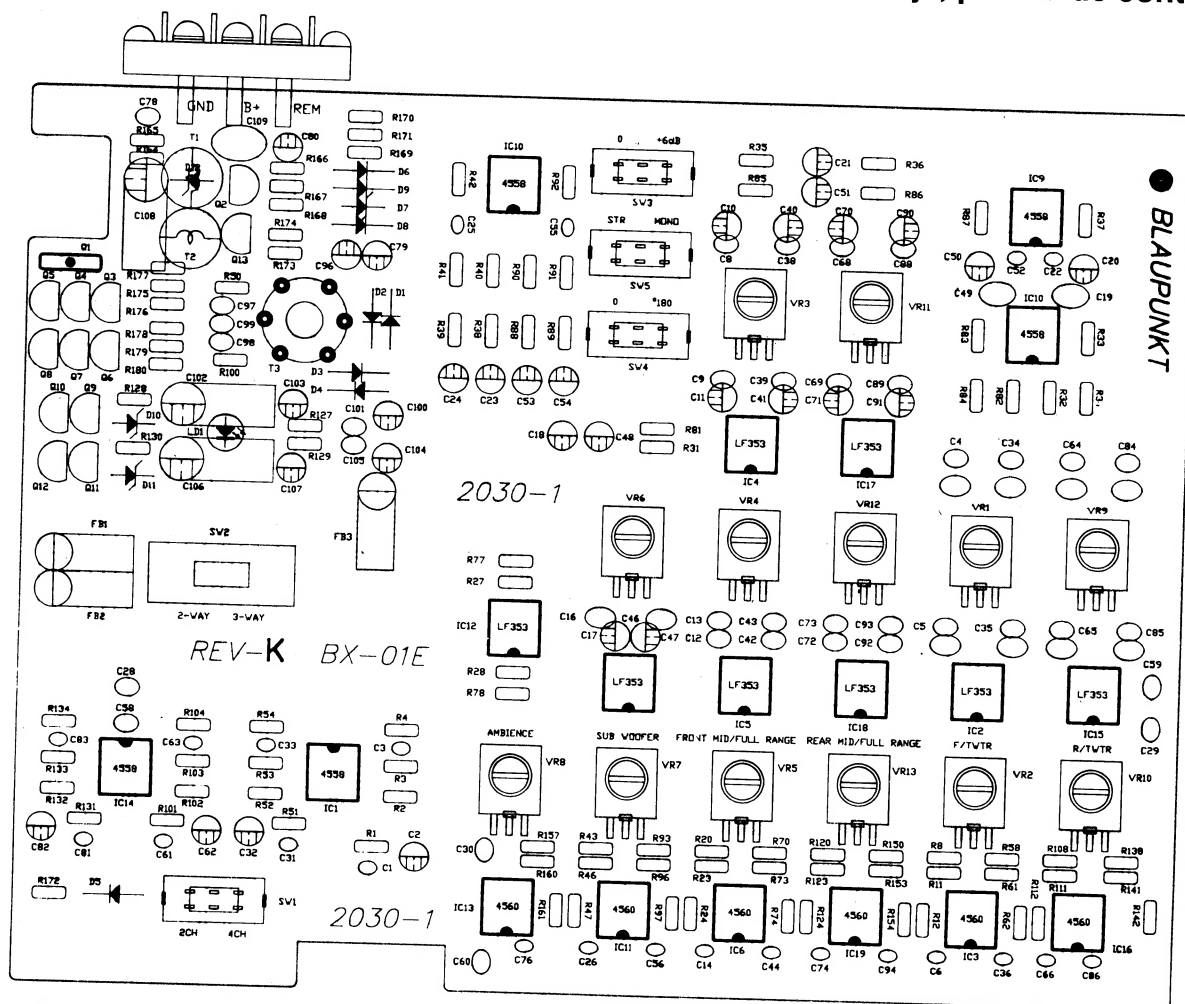 GND B+ REM
C78 C109 C80 R170
R165 T1 R171
R166 R169
D6
C108 Q2 R167 D9
R168 D7
R174 D8
T2 Q13 R173 C96 C79
Q1
Q5 Q4 Q3 R177 R50
R175 C97 D2 D1
R176 C99
R178 C98
R179 R100 T3
Q8 Q7 Q6 R180 D3
D4
Q10 Q9 R128 C102 C103 C101 C100
D10 LD1 R127
R130 R129 C105 C104
Q12 Q11 D11 C106 C107
FB1 SW2 FB3
FB2 2-WAY 3-WAY
REV-K BX-01E
2030-1
IC10 0 +6dB R35 C21 R36
R42 4558 R92 SW3 R85 C51 R86
C25 C55 STR MONO C10 C40 C70 C90
R41 R40 R90 R91 SW5 C8 C38 C68 C88
0 °180 VR3 VR11
R39 R38 R88 R89 SW4
C24 C23 C53 C54 C9 C39 C69 C89
C11 C41 C71 C91
C18 C48 R81 LF353 LF353
R31 IC4 IC17
IC9
R87 4558 R37
C50 C52 C22 C20
C49 IC10 C19
R83 4558 R33
R84 R82 R32
BLAUPUNKT
C4 C34 C64 C84
VR6 VR4 VR12 VR1 VR9
R77
R27
IC12 LF353
R28
R78
C16 C46 C13 C43 C73 C93 C5 C35 C65 C85
C17 C47 C12 C42 C72 C92 C59
LF353 LF353 LF353 LF353 LF353
IC5 IC18 IC2 IC15 C29
C28
R134 C58 R104 R54 R4
C83 C63 C33 C3
R133 4558 R103 R53 4558 R3
R132 IC14 R102 R52 IC1 R2
R131 R101 R51 R1 C2
C82 C81 C61 C62 C32 C31 C1
R172 D5 SW1
2CH 4CH
2030-1
AMBIENCE SUB WOOFER FRONT MID/FULL RANGE REAR MID/FULL RANGE F/TWTR R/TWTR
VR8 VR7 VR5 VR13 VR2 VR10
C30 R157 R43 R93 R20 R70 R120 R150 R8 R58 R108 R138
R160 R46 R96 R23 R73 R123 R153 R11 R61 R111 R141
IC13 4560 R161 R47 4560 R97 R24 4560 R74 R124 4560 R154 R12 4560 R62 R112 4560 R142
IC11 IC6 IC19 IC3 IC16
C60 C76 C26 C56 C14 C44 C74 C94 C6 C36 C66 C86